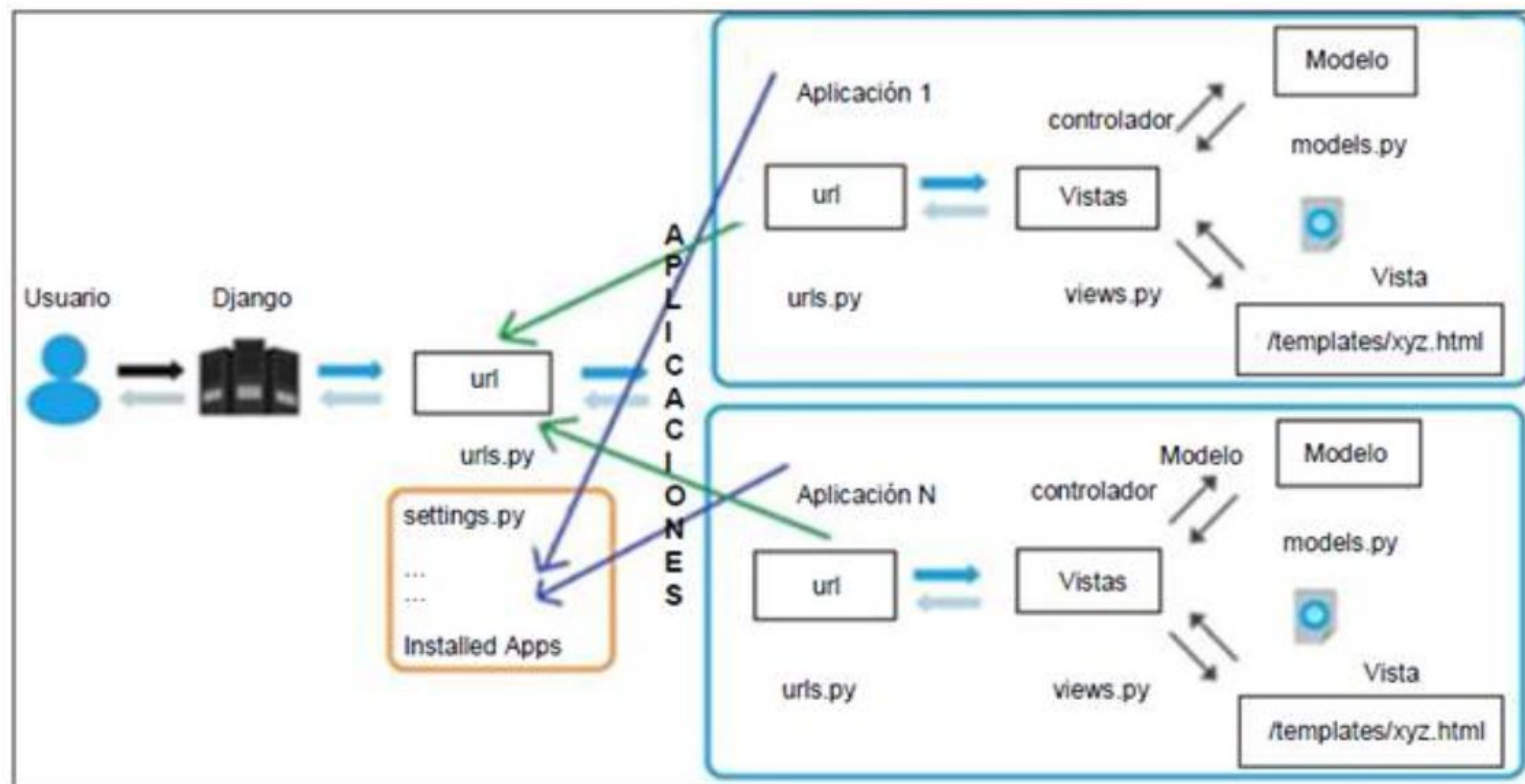 Usuario
Django
url
urls.py
settings.py
...
...
Installed Apps
APLICACIONES
Aplicación 1
url
urls.py
controlador
Vistas
views.py
Modelo
models.py
Vista
/templates/xyz.html
Aplicación N
url
urls.py
controlador
Vistas
views.py
Modelo
Modelo
models.py
Vista
/templates/xyz.html